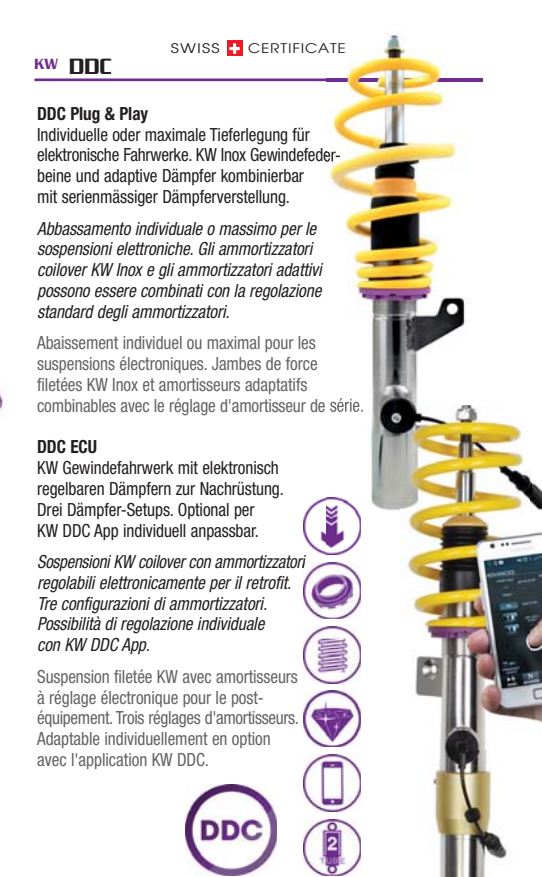 SWISS CERTIFICATE
KW DDC
DDC Plug & Play
Individuelle oder maximale Tieferlegung für
elektronische Fahrwerke. KW Inox Gewindefeder-
beine und adaptive Dämpfer kombinierbar
mit serienmässiger Dämpferverstellung.
Abbassamento individuale o massimo per le
sospensioni elettroniche. Gli ammortizzatori
coilover KW Inox e gli ammortizzatori adattivi
possono essere combinati con la regolazione
standard degli ammortizzatori.
Abaissement individuel ou maximal pour les
suspensions électroniques. Jambes de force
filetées KW Inox et amortisseurs adaptatifs
combinables avec le réglage d'amortisseur de série.
DDC ECU
KW Gewindefahrwerk mit elektronisch
regelbaren Dämpfern zur Nachrüstung.
Drei Dämpfer-Setups. Optional per
KW DDC App individuell anpassbar.
Sospensioni KW coilover con ammortizzatori
regolabili elettronicamente per il retrofit.
Tre configurazioni di ammortizzatori.
Possibilità di regolazione individuale
con KW DDC App.
Suspension filetée KW avec amortisseurs
à réglage électronique pour le post-
équipement. Trois réglages d'amortisseurs.
Adaptable individuellement en option
avec l'application KW DDC.
DDC
2
TUBE